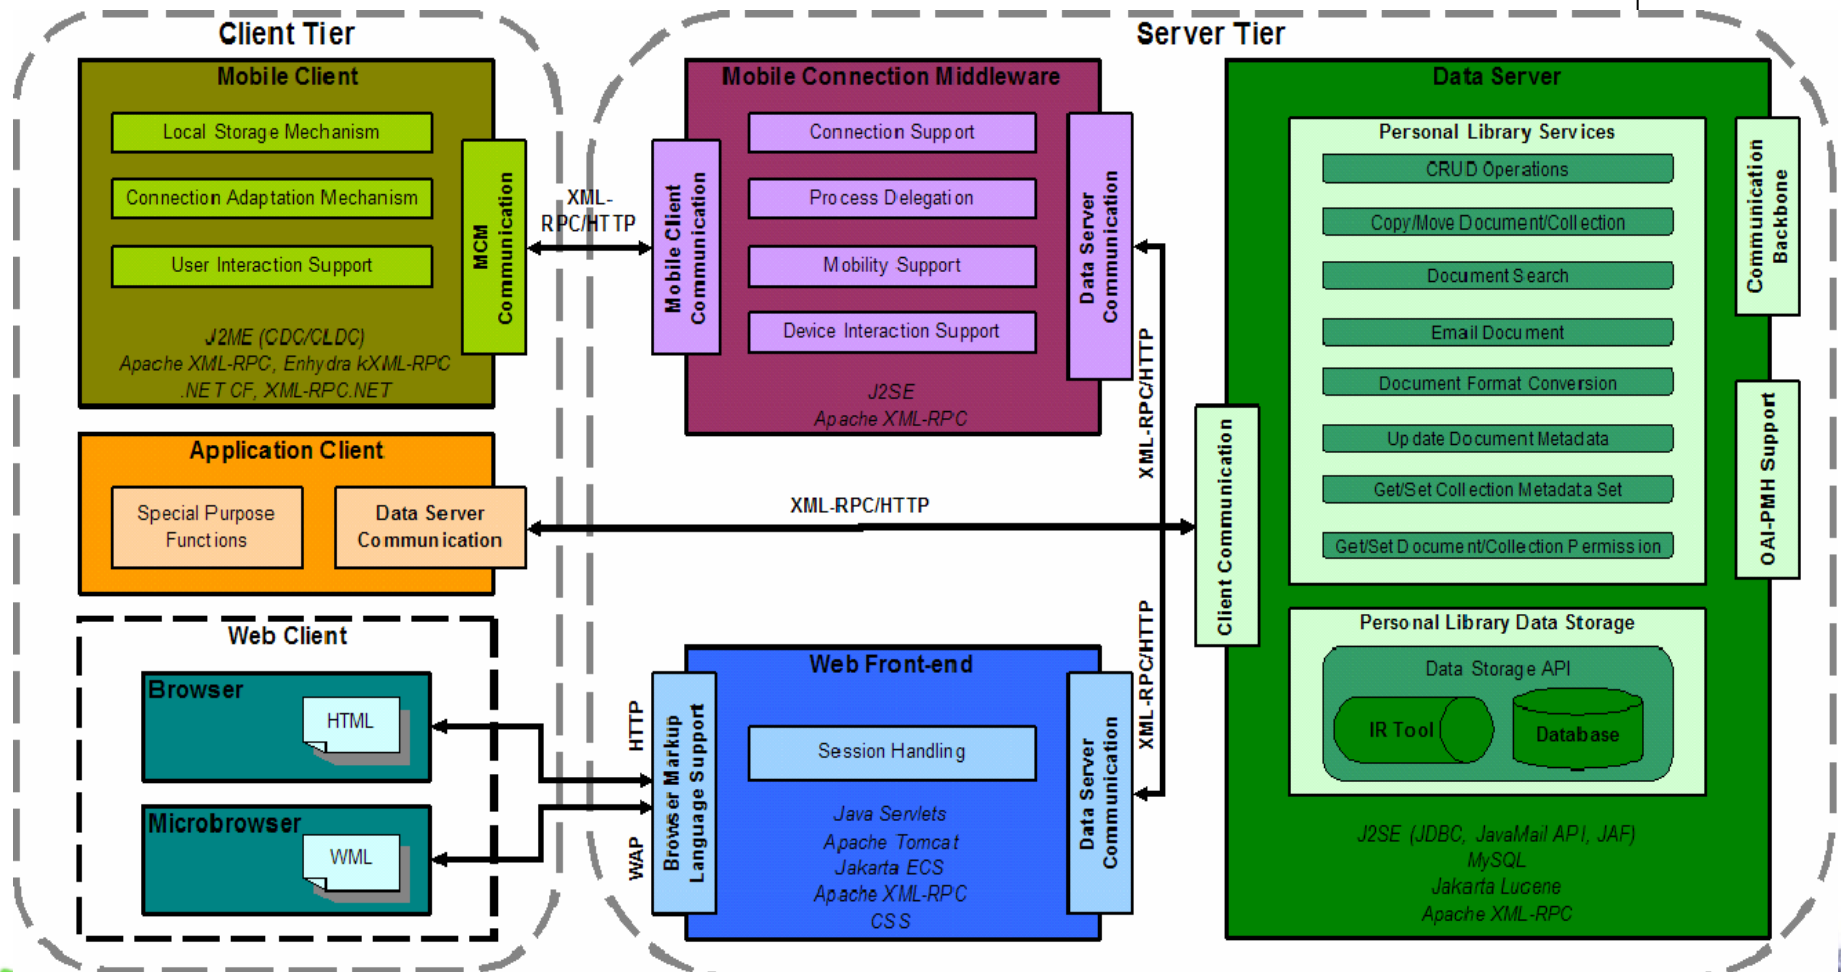 Client Tier
Mobile Client
Local Storage Mechanism
Connection Adaptation Mechanism
User Interaction Support
J2ME (CDC/CLDC)
Apache XML-RPC, Enhydra kXML-RPC
.NET CF, XML-RPC.NET
MCM
Communication
Application Client
Special Purpose
Functions
Data Server
Communication
Web Client
Browser
HTML
Microbrowser
WML
XML-
RPC/HTTP
XML-RPC/HTTP
HTTP
WAP
Server Tier
Mobile Connection Middleware
Mobile Client
Communication
Connection Support
Process Delegation
Mobility Support
Device Interaction Support
J2SE
Apache XML-RPC
Data Server
Communication
XML-RPC/HTTP
XML-RPC/HTTP
Web Front-end
Browser Markup
Language Support
Session Handling
Java Servlets
Apache Tomcat
Jakarta ECS
Apache XML-RPC
CSS
Data Server
Communication
Data Server
Client Communication
Personal Library Services
CRUD Operations
Copy/Move Document/Collection
Document Search
Email Document
Document Format Conversion
Update Document Metadata
Get/Set Collection Metadata Set
Get/Set Document/Collection Permission
Personal Library Data Storage
Data Storage API
IR Tool
Database
J2SE (JDBC, JavaMail API, JAF)
MySQL
Jakarta Lucene
Apache XML-RPC
Communication
Backbone
OAI-PMH Support